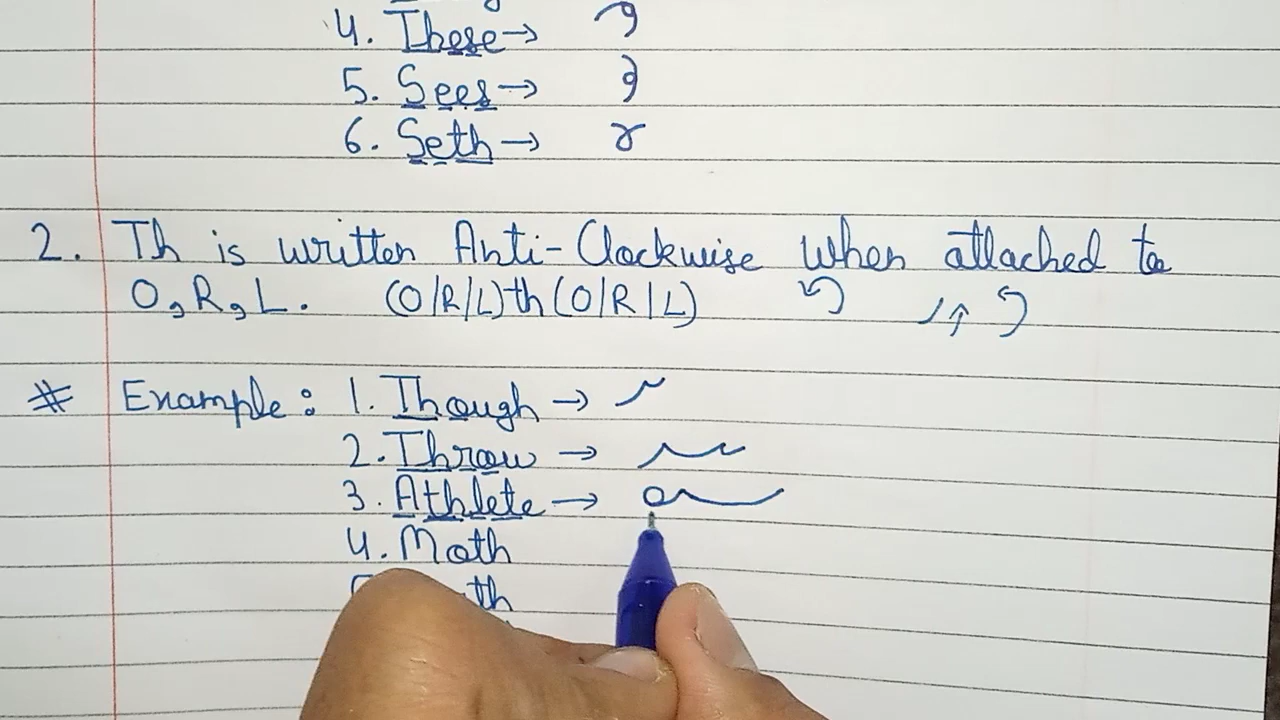 4. These →
5. Sees →
6. Seth →
2. Th is written Anti-Clockwise when attached to
O, R, L. (O/R/L)th(O/R/L)
# Example: 1. Though →
2. Throw →
3. Athlete →
4. Moth
th